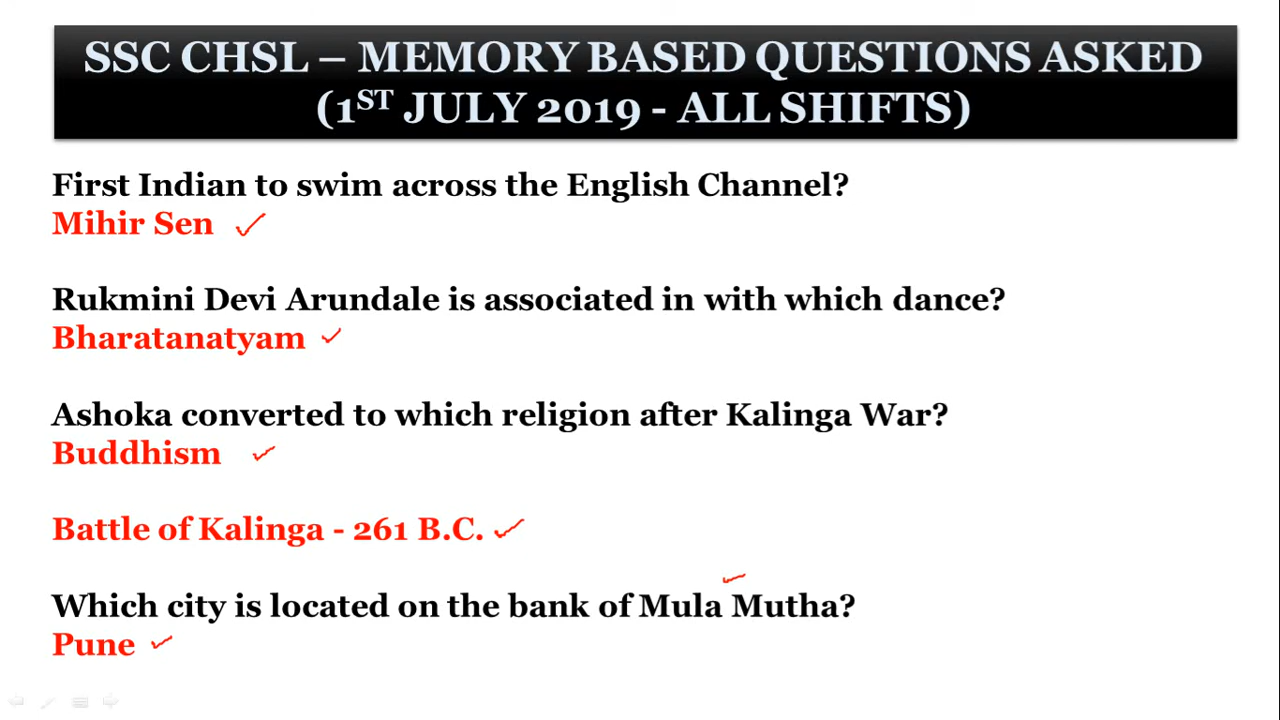 SSC CHSL – MEMORY BASED QUESTIONS ASKED
(1ST JULY 2019 - ALL SHIFTS)
First Indian to swim across the English Channel?
Mihir Sen
Rukmini Devi Arundale is associated in with which dance?
Bharatanatyam
Ashoka converted to which religion after Kalinga War?
Buddhism
Battle of Kalinga - 261 B.C.
Which city is located on the bank of Mula Mutha?
Pune